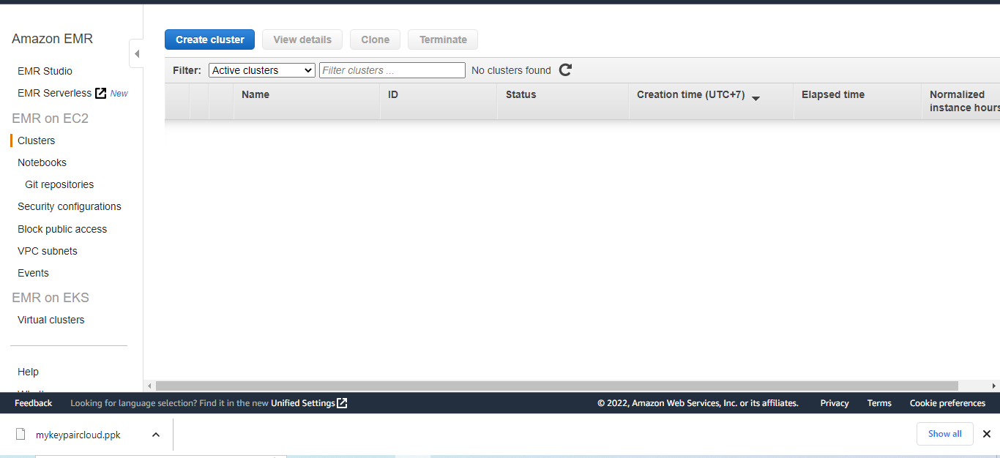 Amazon EMR
EMR Studio
EMR Serverless New
EMR on EC2
Clusters
Notebooks
Git repositories
Security configurations
Block public access
VPC subnets
Events
EMR on EKS
Virtual clusters
Help
Create cluster View details Clone Terminate
Filter: Active clusters Filter clusters ... No clusters found
Name ID Status Creation time (UTC+7) Elapsed time Normalized
instance hours
Feedback Looking for language selection? Find it in the new Unified Settings © 2022, Amazon Web Services, Inc. or its affiliates. Privacy Terms Cookie preferences
mykeypaircloud.ppk Show all